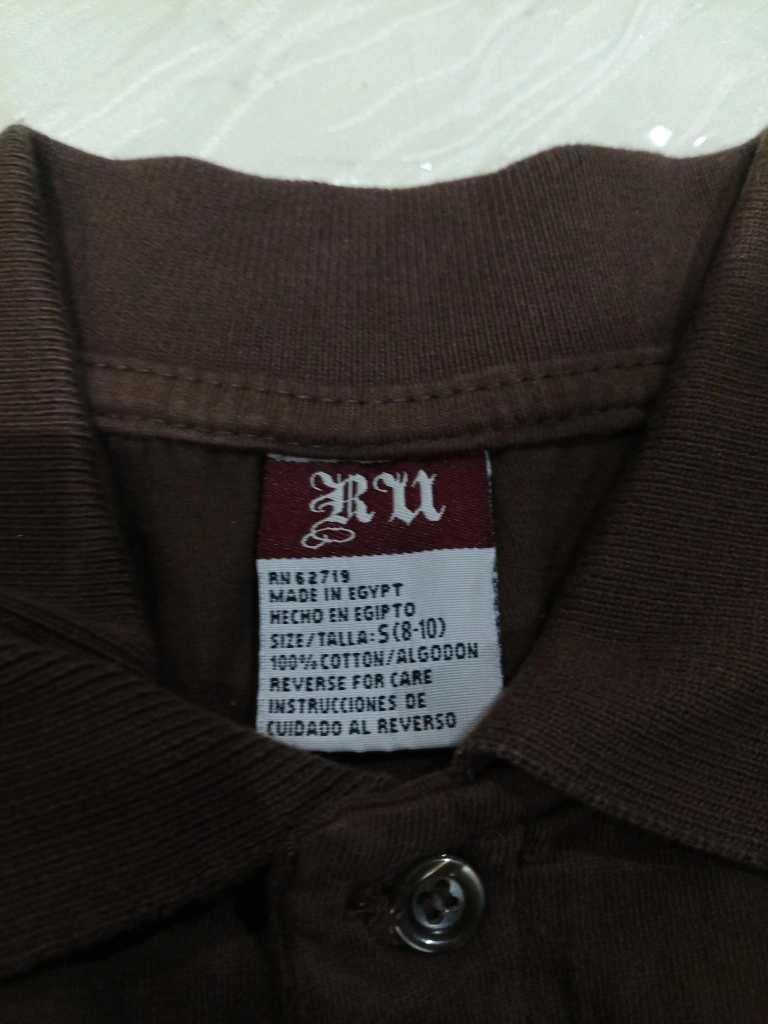 RU
RN 62719
MADE IN EGYPT
HECHO EN EGIPTO
SIZE/TALLA: S(8-10)
100% COTTON/ALGODON
REVERSE FOR CARE
INSTRUCCIONES DE
CUIDADO AL REVERSO